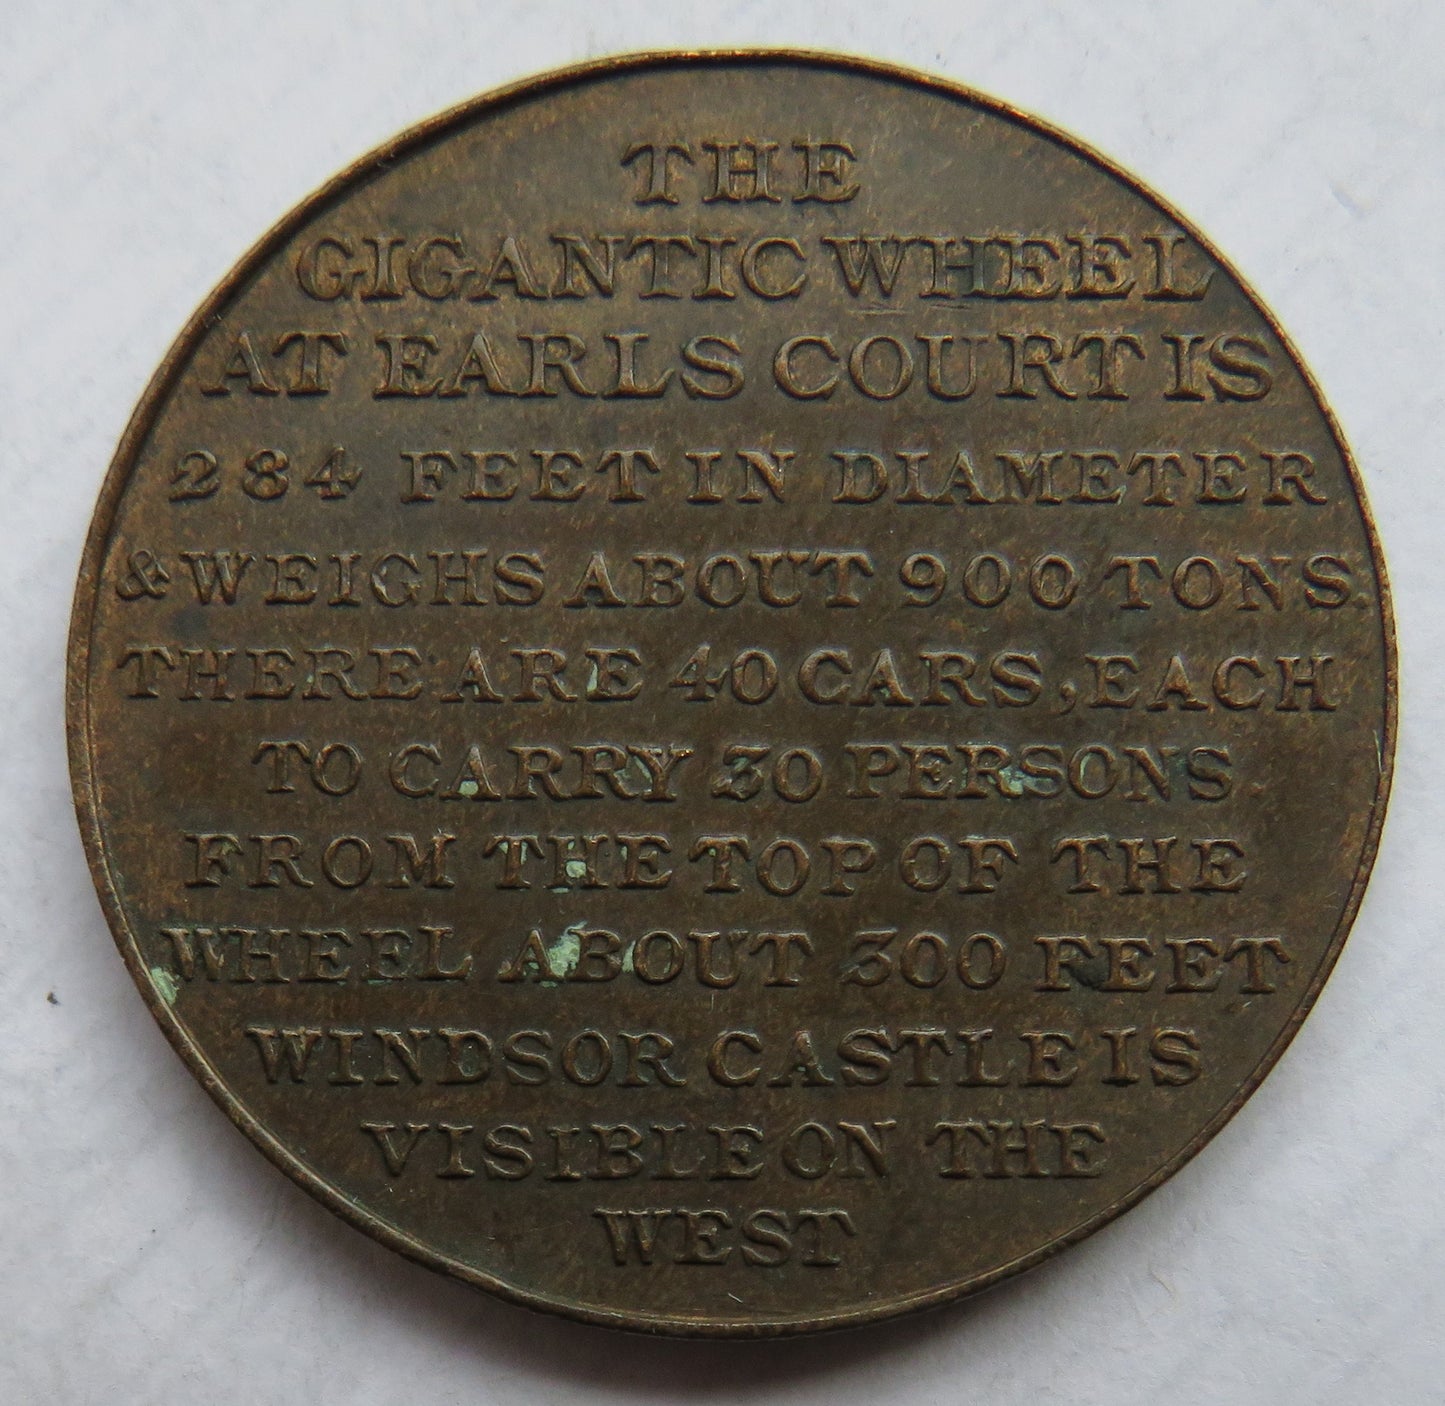 THE
GIGANTIC WHEEL
AT EARLS COURT IS
284 FEET IN DIAMETER
& WEIGHS ABOUT 900 TONS.
THERE ARE 40 CARS, EACH
TO CARRY 30 PERSONS.
FROM THE TOP OF THE
WHEEL ABOUT 300 FEET
WINDSOR CASTLE IS
VISIBLE ON THE
WEST